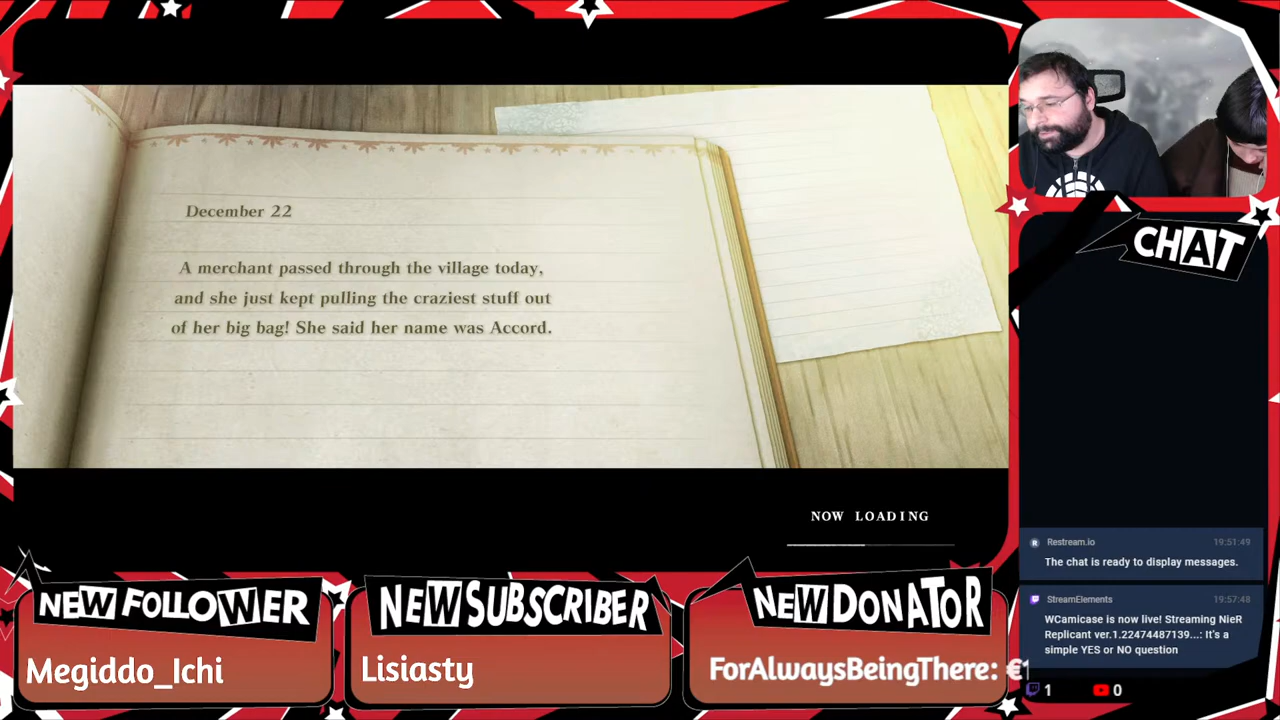 December 22
A merchant passed through the village today,
and she just kept pulling the craziest stuff out
of her big bag! She said her name was Accord.
NOW LOADING
CHAT
Restream.io 19:51:49
The chat is ready to display messages.
StreamElements 19:57:48
WCamicase is now live! Streaming NieR
Replicant ver.1.22474487139...: It's a
simple YES or NO question
1 0
NEW FOLLOWER
Megiddo_Ichi
NEW SUBSCRIBER
Lisiasty
NEW DONATOR
ForAlwaysBeingThere: €1